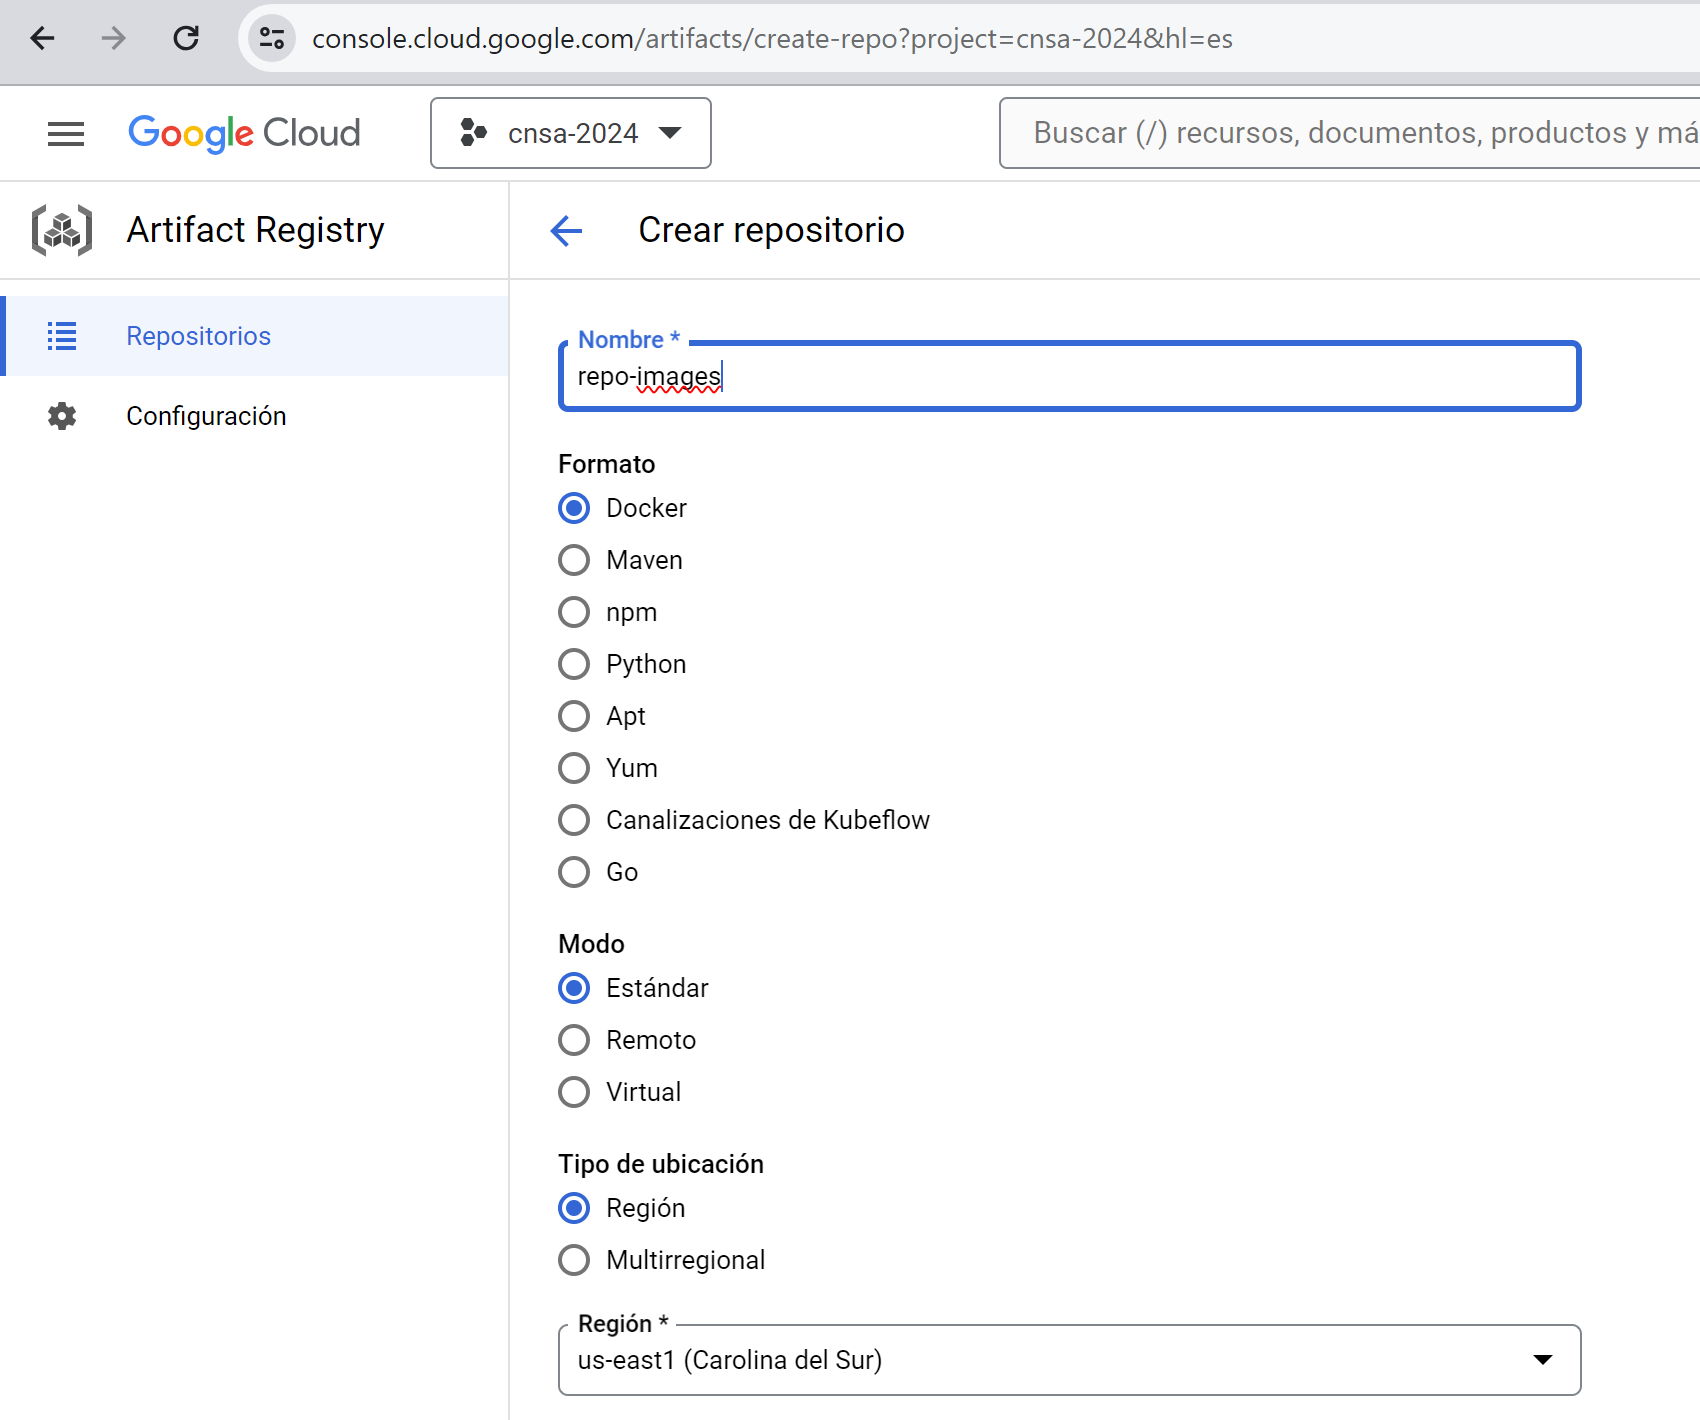 console.cloud.google.com/artifacts/create-repo?project=cnsa-2024&hl=es
Google Cloud
cnsa-2024
Buscar (/) recursos, documentos, productos y má
Artifact Registry
Crear repositorio
Repositorios
Configuración
Nombre *
repo-images
Formato
Docker
Maven
npm
Python
Apt
Yum
Canalizaciones de Kubeflow
Go
Modo
Estándar
Remoto
Virtual
Tipo de ubicación
Región
Multirregional
Región *
us-east1 (Carolina del Sur)